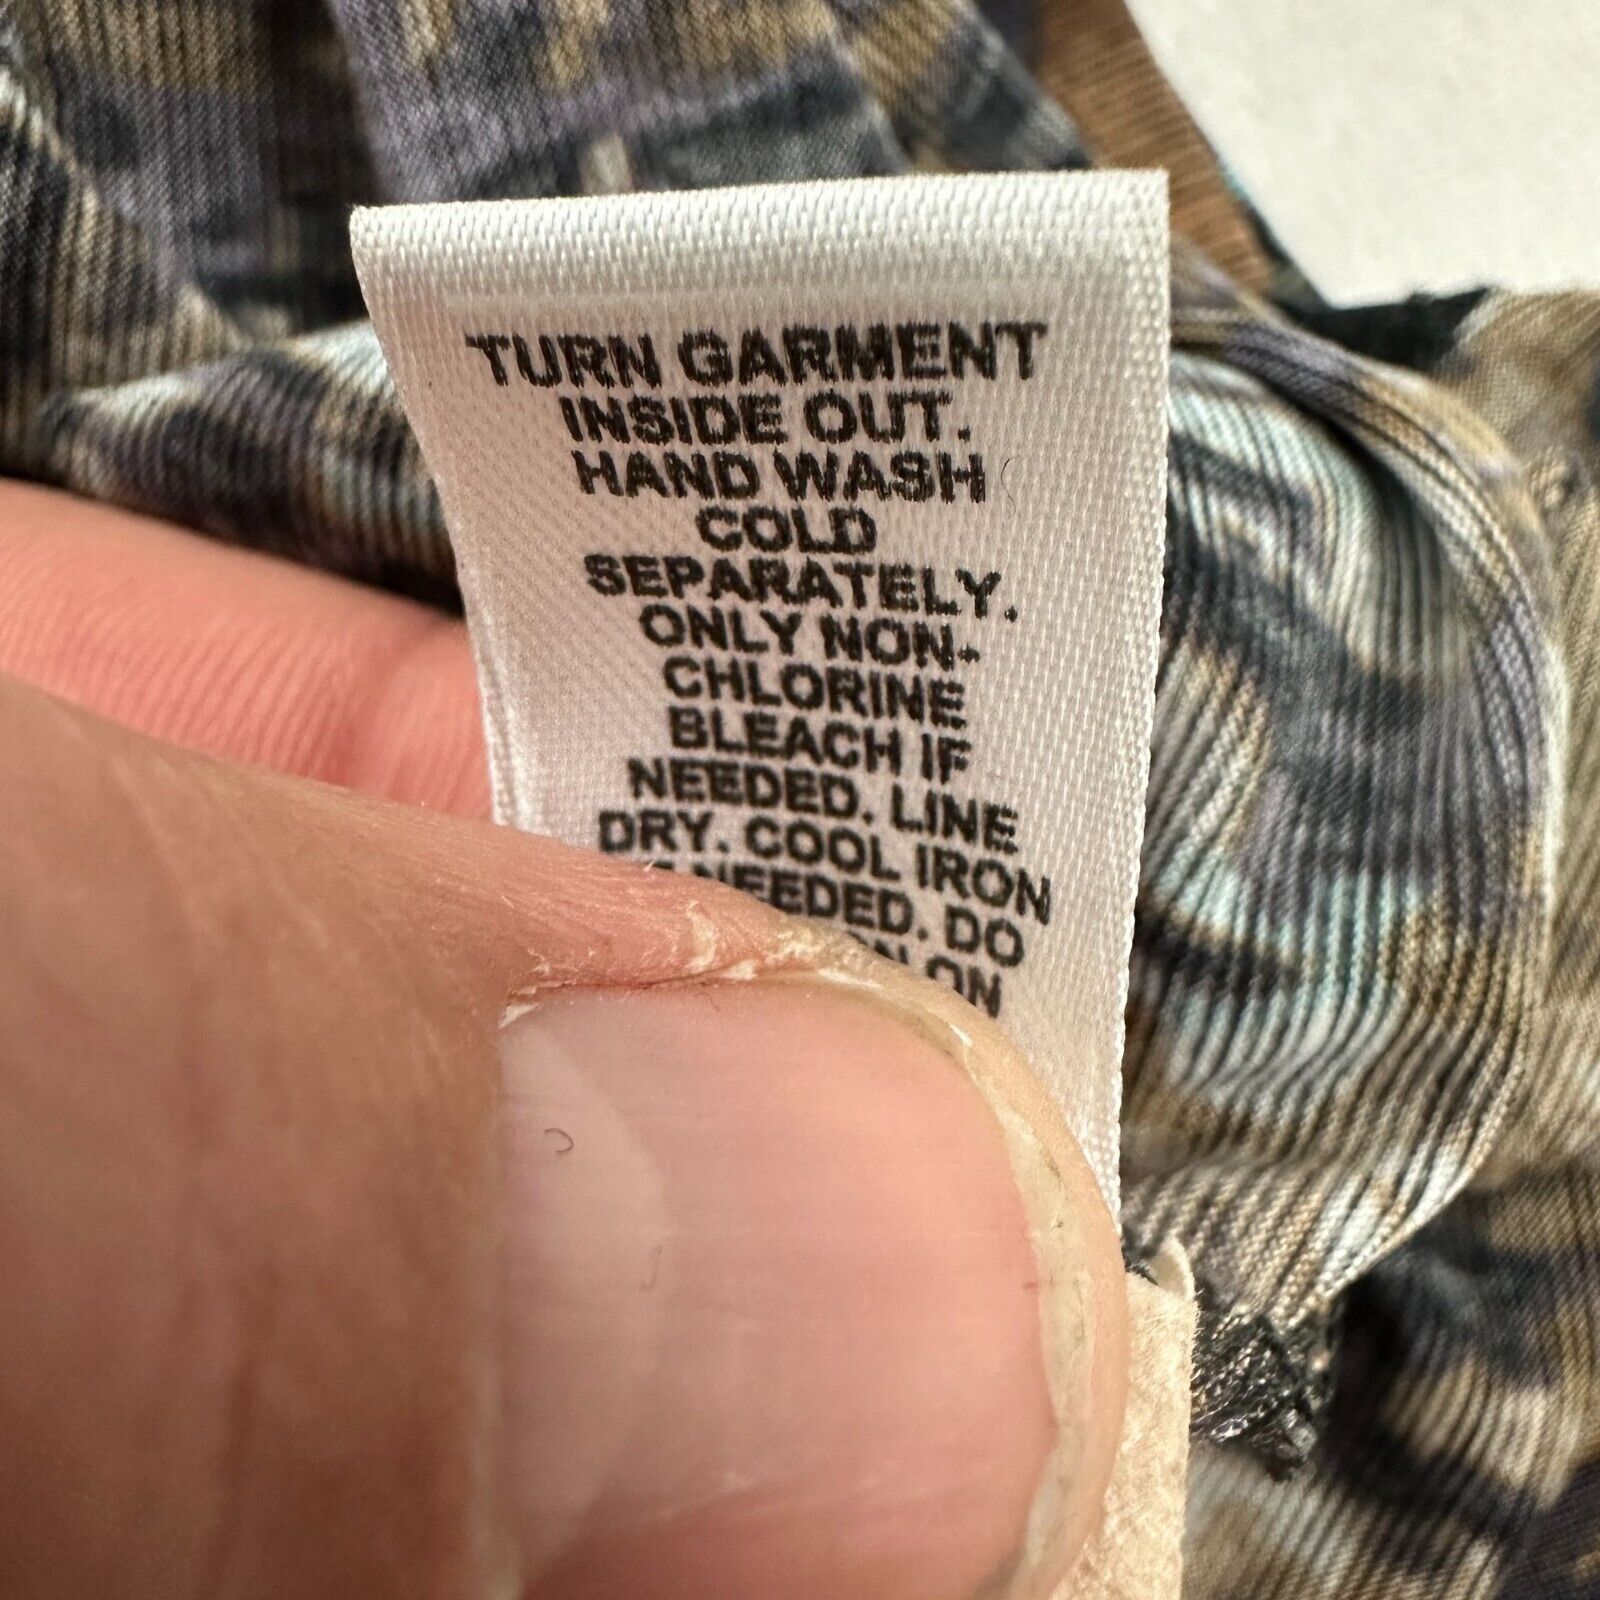 TURN GARMENT
INSIDE OUT.
HAND WASH
COLD
SEPARATELY.
ONLY NON-
CHLORINE
BLEACH IF
NEEDED. LINE
DRY. COOL IRON
NEEDED. DO
ON